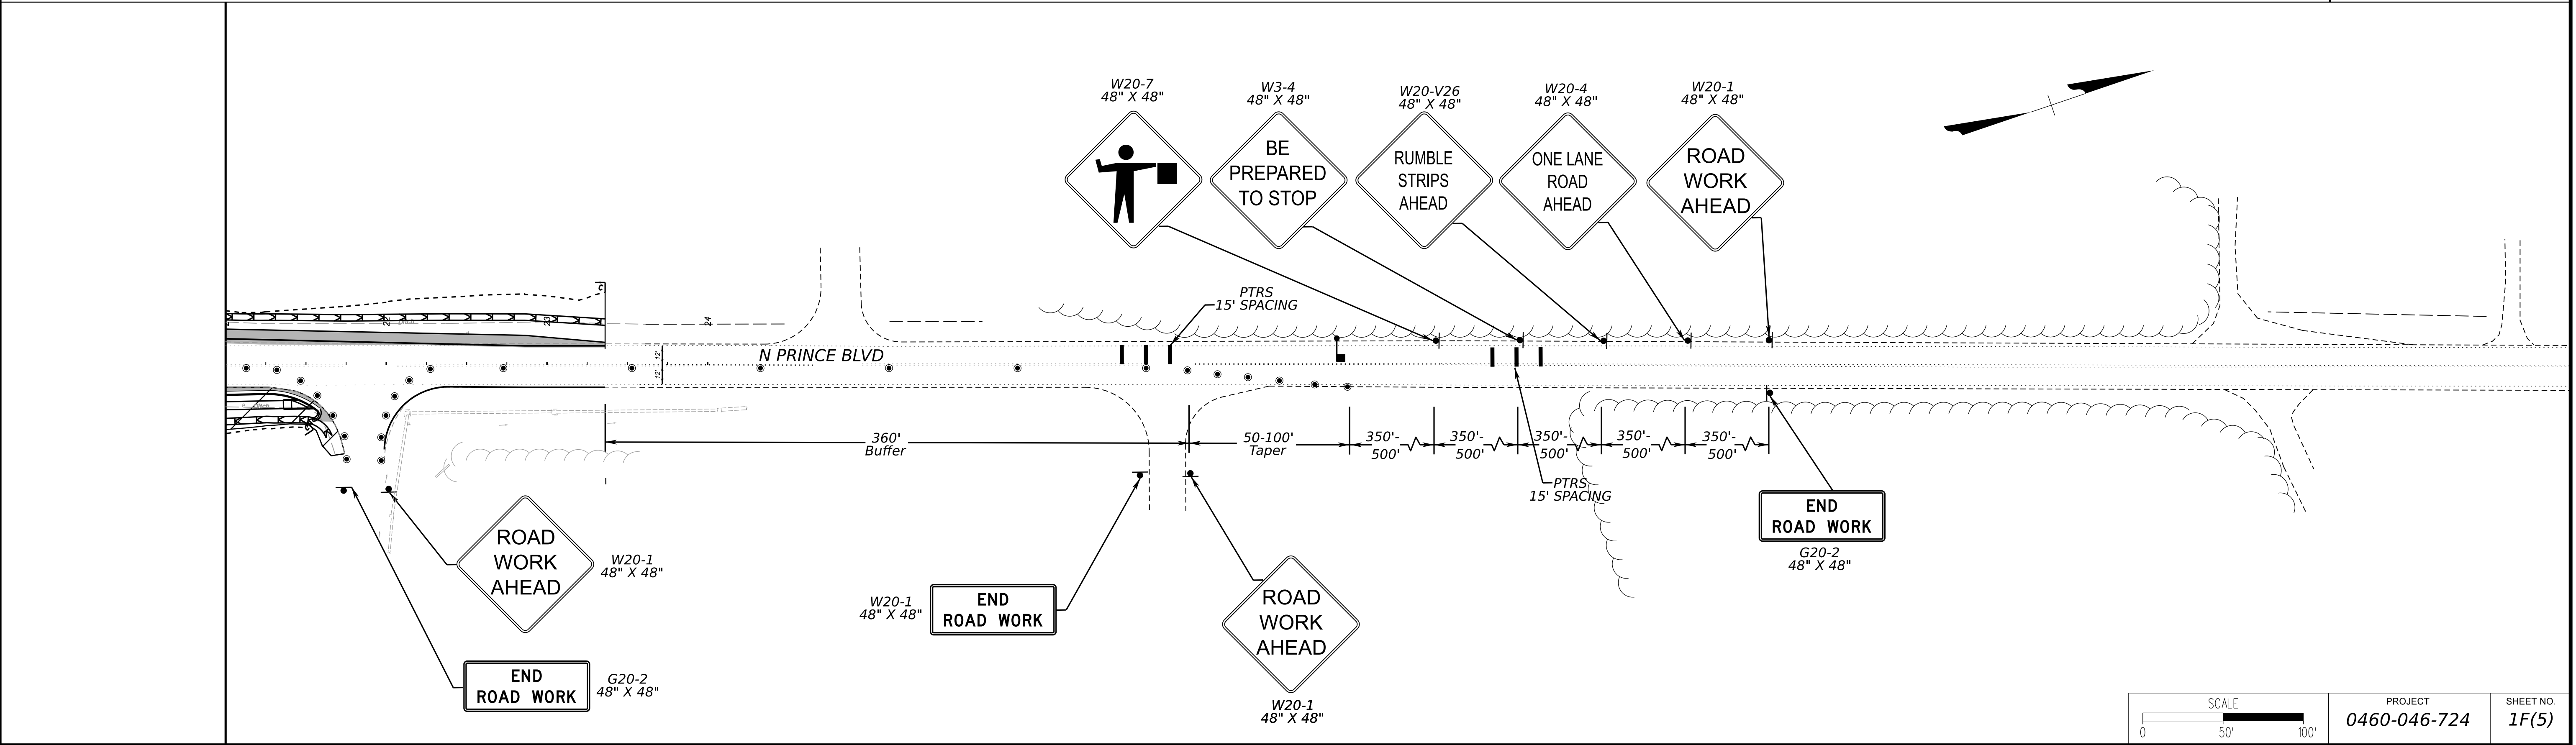 W20-7
48" X 48"
W3-4
48" X 48"
W20-V26
48" X 48"
W20-4
48" X 48"
W20-1
48" X 48"
BE
PREPARED
TO STOP
RUMBLE
STRIPS
AHEAD
ONE LANE
ROAD
AHEAD
ROAD
WORK
AHEAD
PTRS
15' SPACING
22
23
24
C
12'
12'
N PRINCE BLVD
360'
Buffer
50-100'
Taper
350'-
500'
350'-
500'
350'-
500'
350'-
500'
350'-
500'
PTRS
15' SPACING
END
ROAD WORK
G20-2
48" X 48"
ROAD
WORK
AHEAD
W20-1
48" X 48"
END
ROAD WORK
G20-2
48" X 48"
W20-1
48" X 48"
END
ROAD WORK
ROAD
WORK
AHEAD
W20-1
48" X 48"
SCALE
0 50' 100'
PROJECT
0460-046-724
SHEET NO.
1F(5)